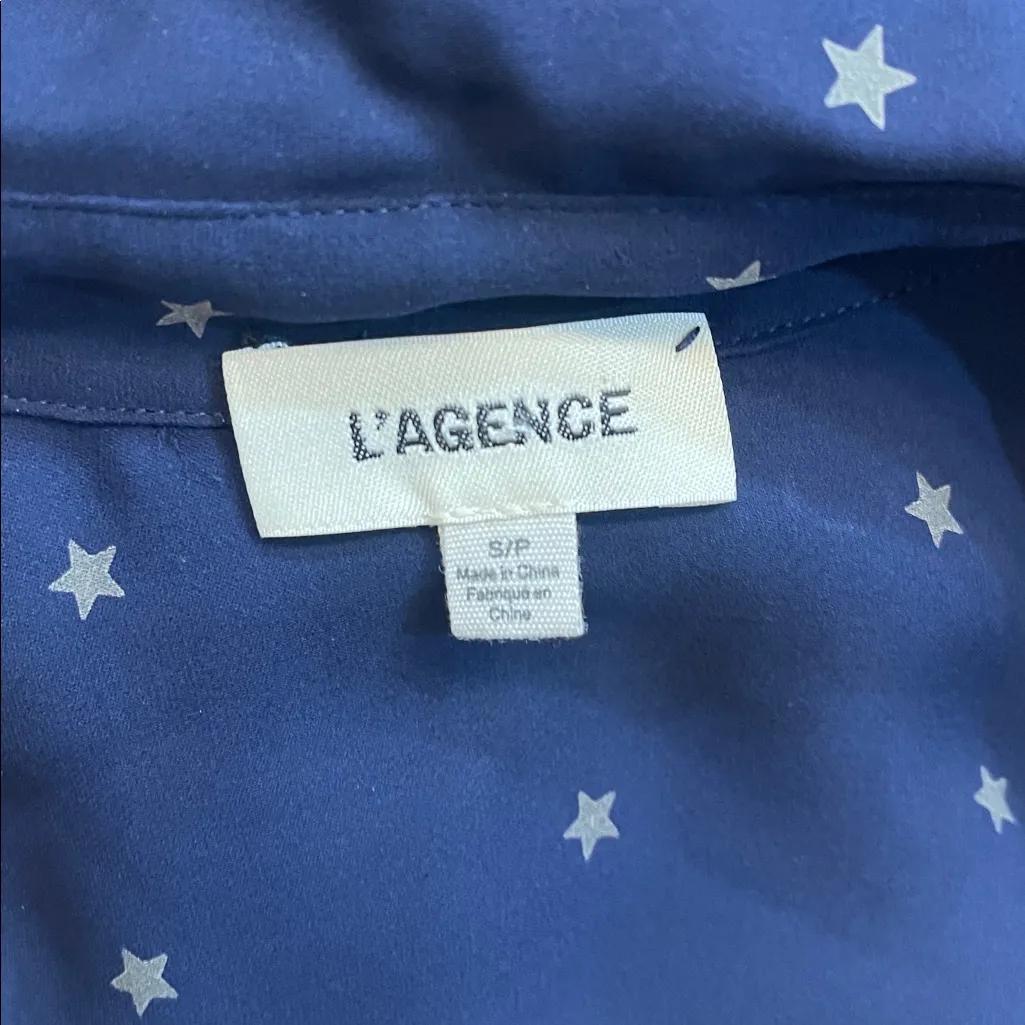 L'AGENCE
S/P
Made in China
Fabriqué en
Chine